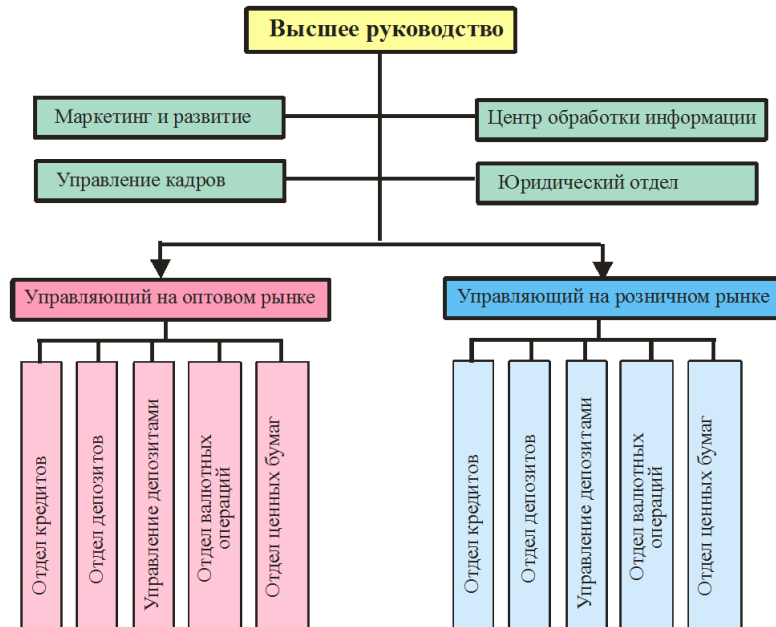 Высшее руководство
Маркетинг и развитие
Центр обработки информации
Управление кадров
Юридический отдел
Управляющий на оптовом рынке
Управляющий на розничном рынке
Отдел кредитов
Отдел депозитов
Управление депозитами
Отдел валютных
операций
Отдел ценных бумаг
Отдел кредитов
Отдел депозитов
Управление депозитами
Отдел валютных
операций
Отдел ценных бумаг